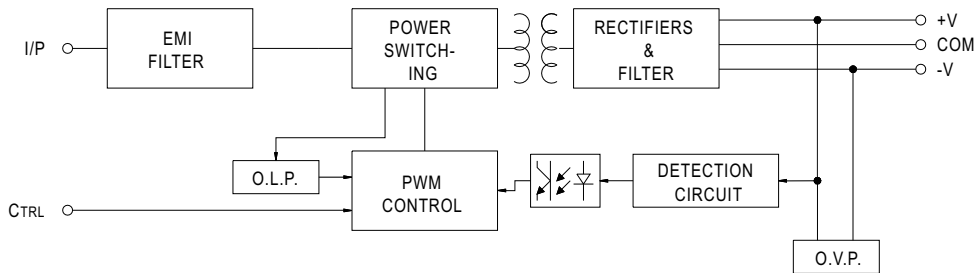 I/P
EMI
FILTER
POWER
SWITCH-
ING
RECTIFIERS
&
FILTER
+V
COM
-V
O.L.P.
PWM
CONTROL
DETECTION
CIRCUIT
CTRL
O.V.P.